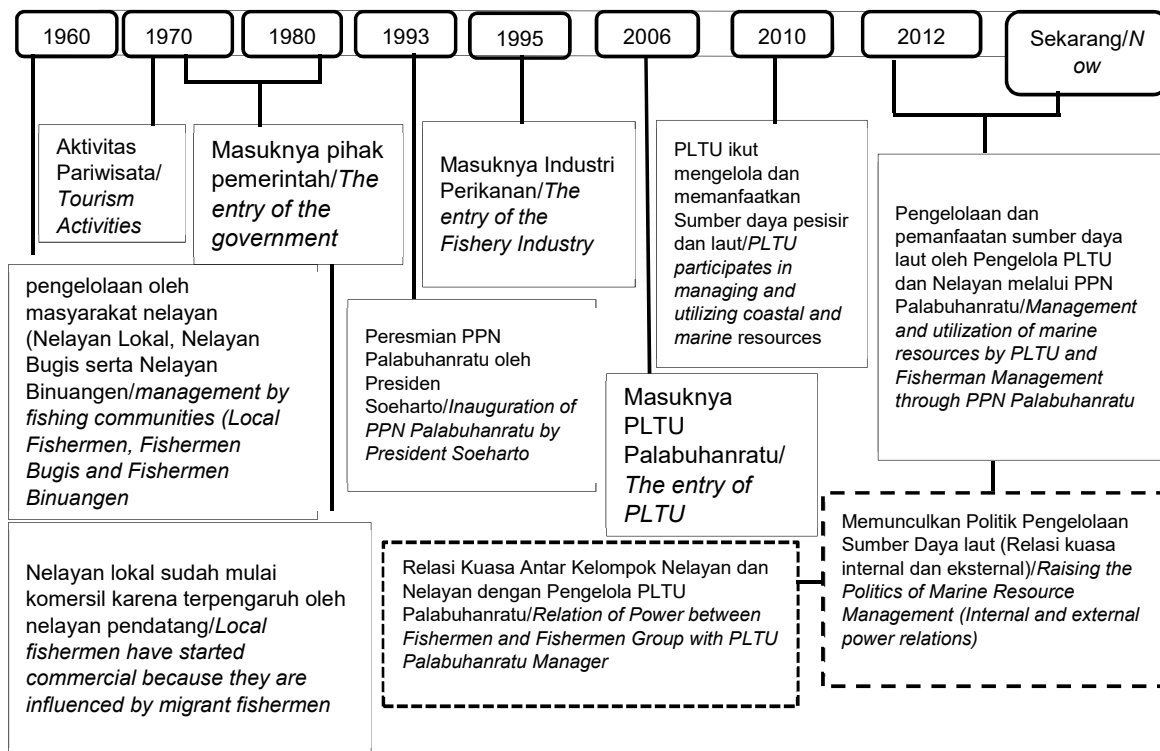 1960
1970
1980
1993
1995
2006
2010
2012
Sekarang/N
ow
Aktivitas
Pariwisata/
Tourism
Activities
Masuknya pihak
pemerintah/The
entry of the
government
Masuknya Industri
Perikanan/The
entry of the
Fishery Industry
PLTU ikut
mengelola dan
memanfaatkan
Sumber daya pesisir
dan laut/PLTU
participates in
managing and
utilizing coastal and
marine resources
Pengelolaan dan
pemanfaatan sumber daya
laut oleh Pengelola PLTU
dan Nelayan melalui PPN
Palabuhanratu/Management
and utilization of marine
resources by PLTU and
Fisherman Management
through PPN Palabuhanratu
pengelolaan oleh
masyarakat nelayan
(Nelayan Lokal, Nelayan
Bugis serta Nelayan
Binuangen/management by
fishing communities (Local
Fishermen, Fishermen
Bugis and Fishermen
Binuangen
Peresmian PPN
Palabuhanratu oleh
Presiden
Soeharto/Inauguration of
PPN Palabuhanratu by
President Soeharto
Masuknya
PLTU
Palabuhanratu/
The entry of
PLTU
Nelayan lokal sudah mulai
komersil karena terpengaruh oleh
nelayan pendatang/Local
fishermen have started
commercial because they are
influenced by migrant fishermen
Relasi Kuasa Antar Kelompok Nelayan dan
Nelayan dengan Pengelola PLTU
Palabuhanratu/Relation of Power between
Fishermen and Fishermen Group with PLTU
Palabuhanratu Manager
Memunculkan Politik Pengelolaan
Sumber Daya laut (Relasi kuasa
internal dan eksternal)/Raising the
Politics of Marine Resource
Management (Internal and external
power relations)